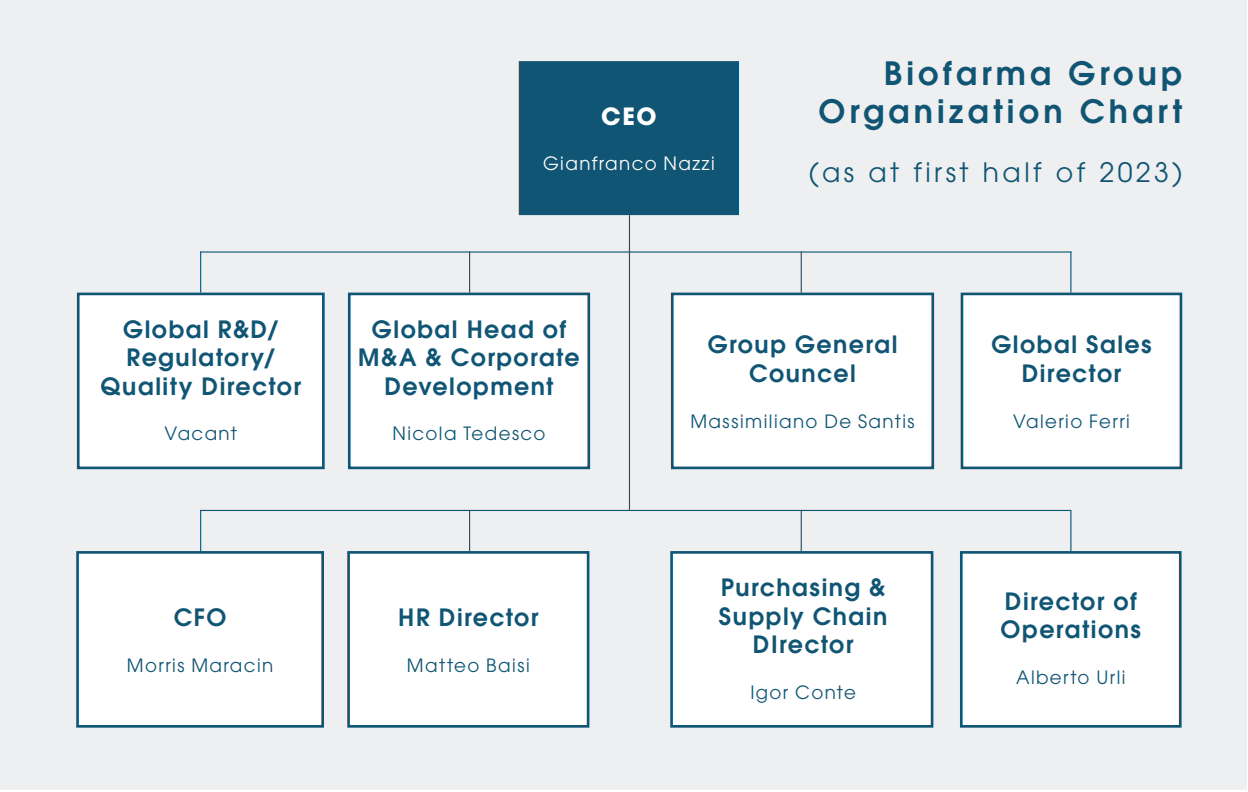 Biofarma Group
Organization Chart
(as at first half of 2023)
CEO
Gianfranco Nazzi
Global R&D/
Regulatory/
Quality Director
Vacant
Global Head of
M&A & Corporate
Development
Nicola Tedesco
Group General
Councel
Massimiliano De Santis
Global Sales
Director
Valerio Ferri
CFO
Morris Maracin
HR Director
Matteo Baisi
Purchasing &
Supply Chain
DIrector
Igor Conte
Director of
Operations
Alberto Urli